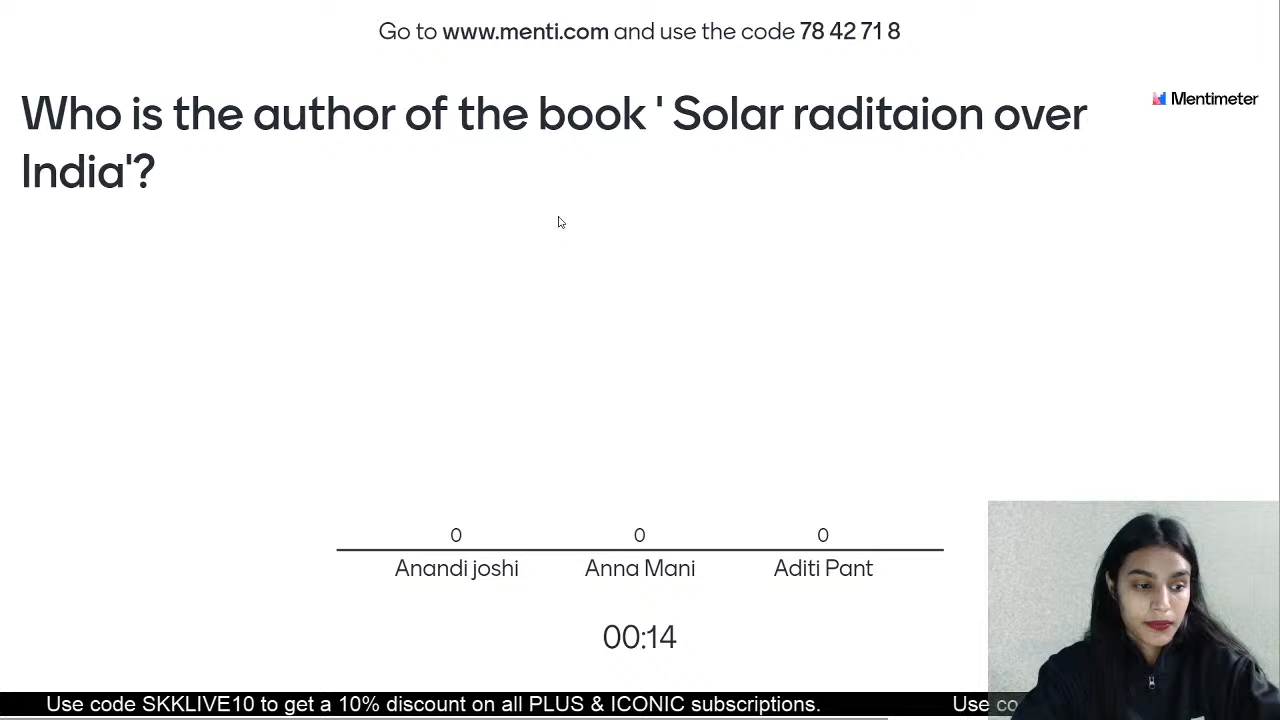 Go to www.menti.com and use the code 78 42 71 8
Who is the author of the book ' Solar raditaion over
India'?
Mentimeter
0 0 0
Anandi joshi Anna Mani Aditi Pant
00:14
Use code SKKLIVE10 to get a 10% discount on all PLUS & ICONIC subscriptions. Use co